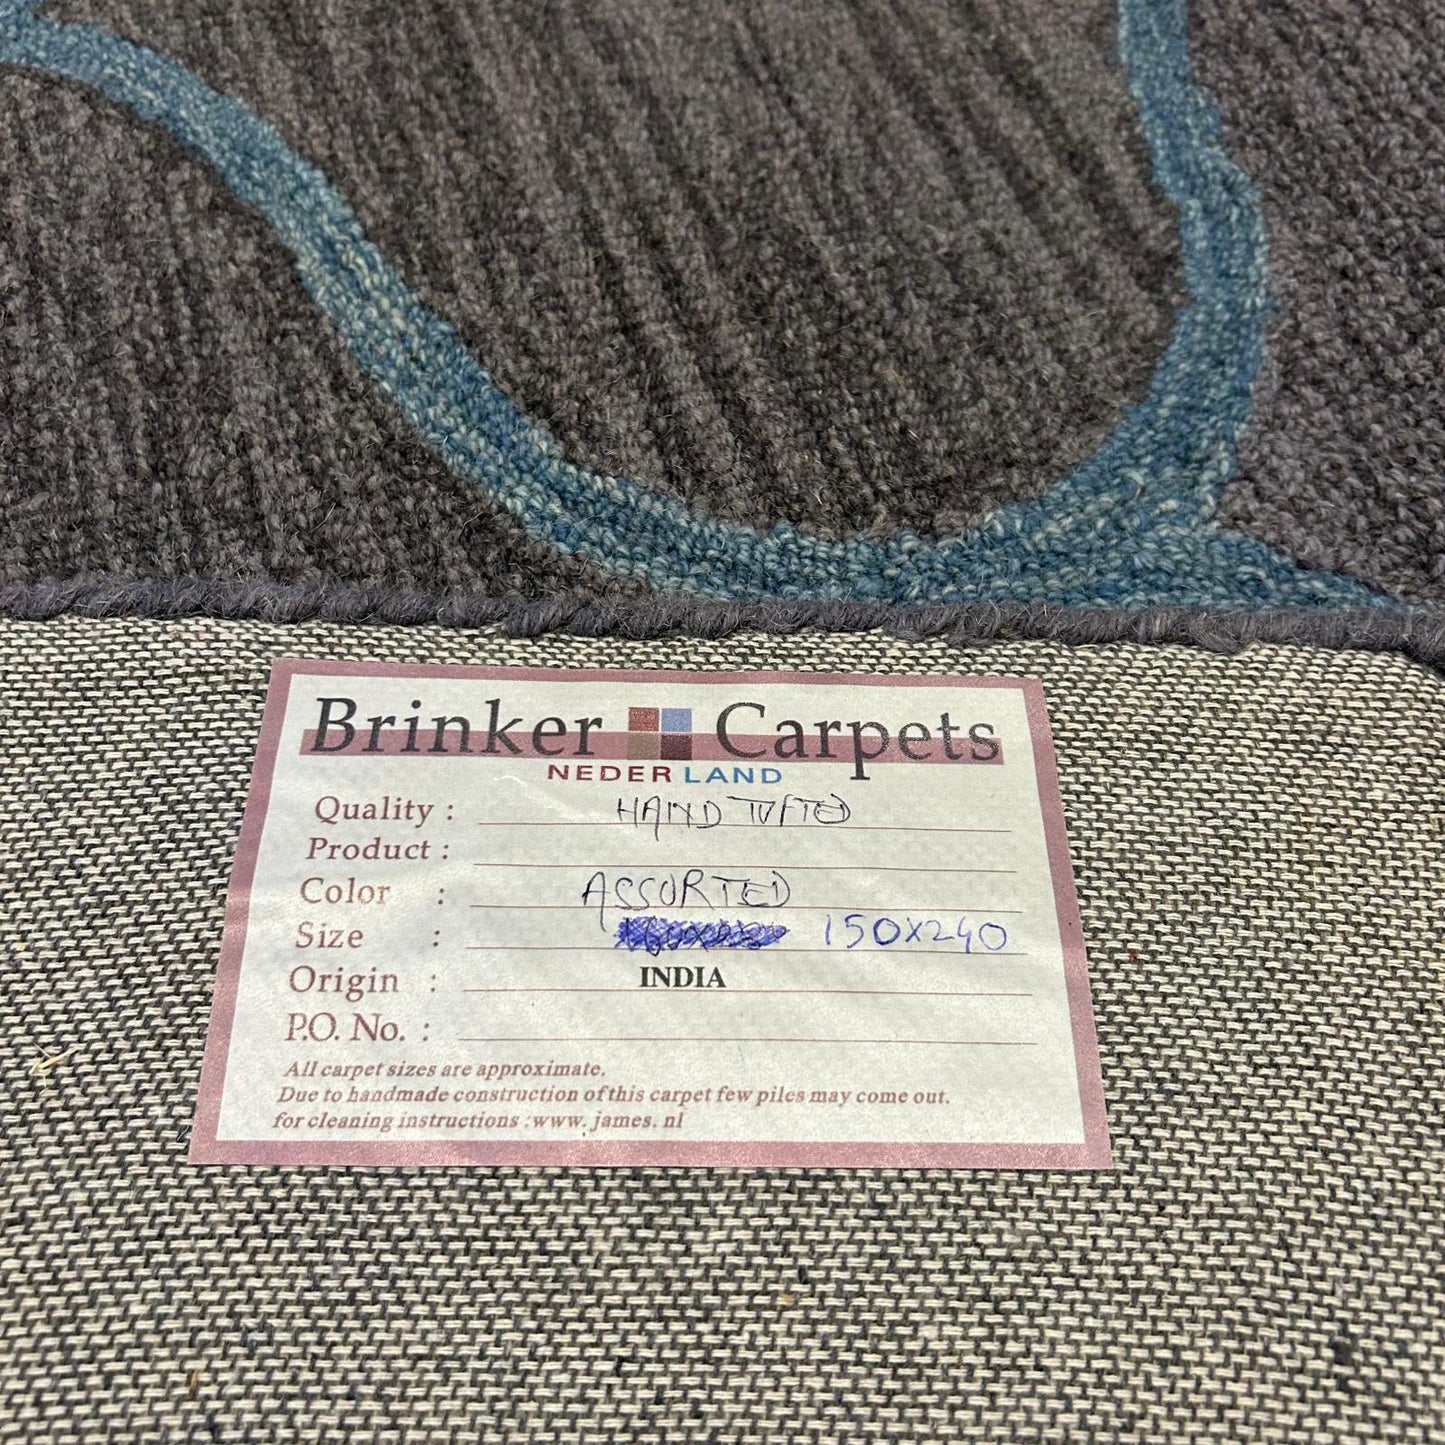 Brinker Carpets
NEDERLAND
Quality : HAND TUFTED
Product :
Color : ASSORTED
Size : 150X240
Origin : INDIA
P.O. No. :
All carpet sizes are approximate.
Due to handmade construction of this carpet few piles may come out.
for cleaning instructions :www. james. nl